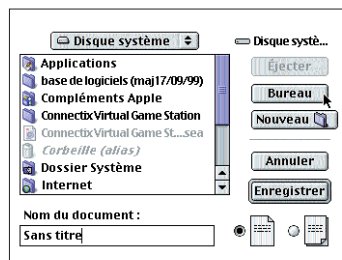 Disque système
Disque systè...
Applications
base de logiciels (maj17/09/99)
Compléments Apple
Connectix Virtual Game Station
Connectix Virtual Game St....sea
Corbeille (alias)
Dossier Système
Internet
Éjecter
Bureau
Nouveau
Annuler
Enregistrer
Nom du document :
Sans titre